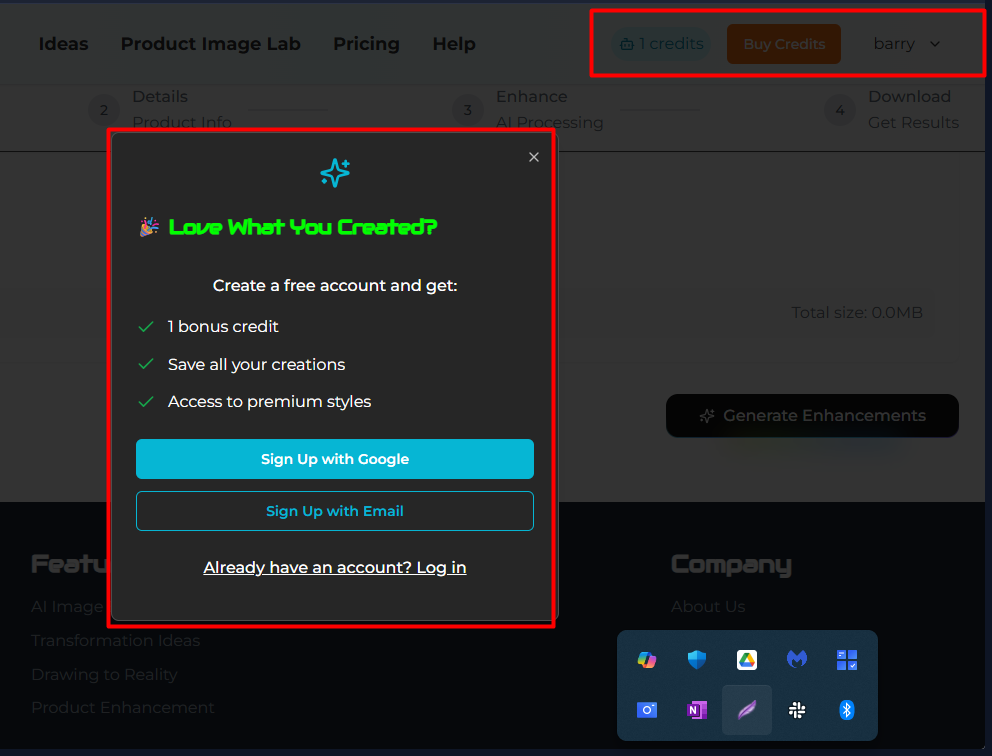 Ideas Product Image Lab Pricing Help 1 credits Buy Credits barry
2 Details Product Info
3 Enhance AI Processing
4 Download Get Results
🎉 Love What You Created?
Create a free account and get:
1 bonus credit
Save all your creations
Access to premium styles
Sign Up with Google
Sign Up with Email
Already have an account? Log in
Total size: 0.0MB
Generate Enhancements
Featu
AI Image
Transformation Ideas
Drawing to Reality
Product Enhancement
Company
About Us